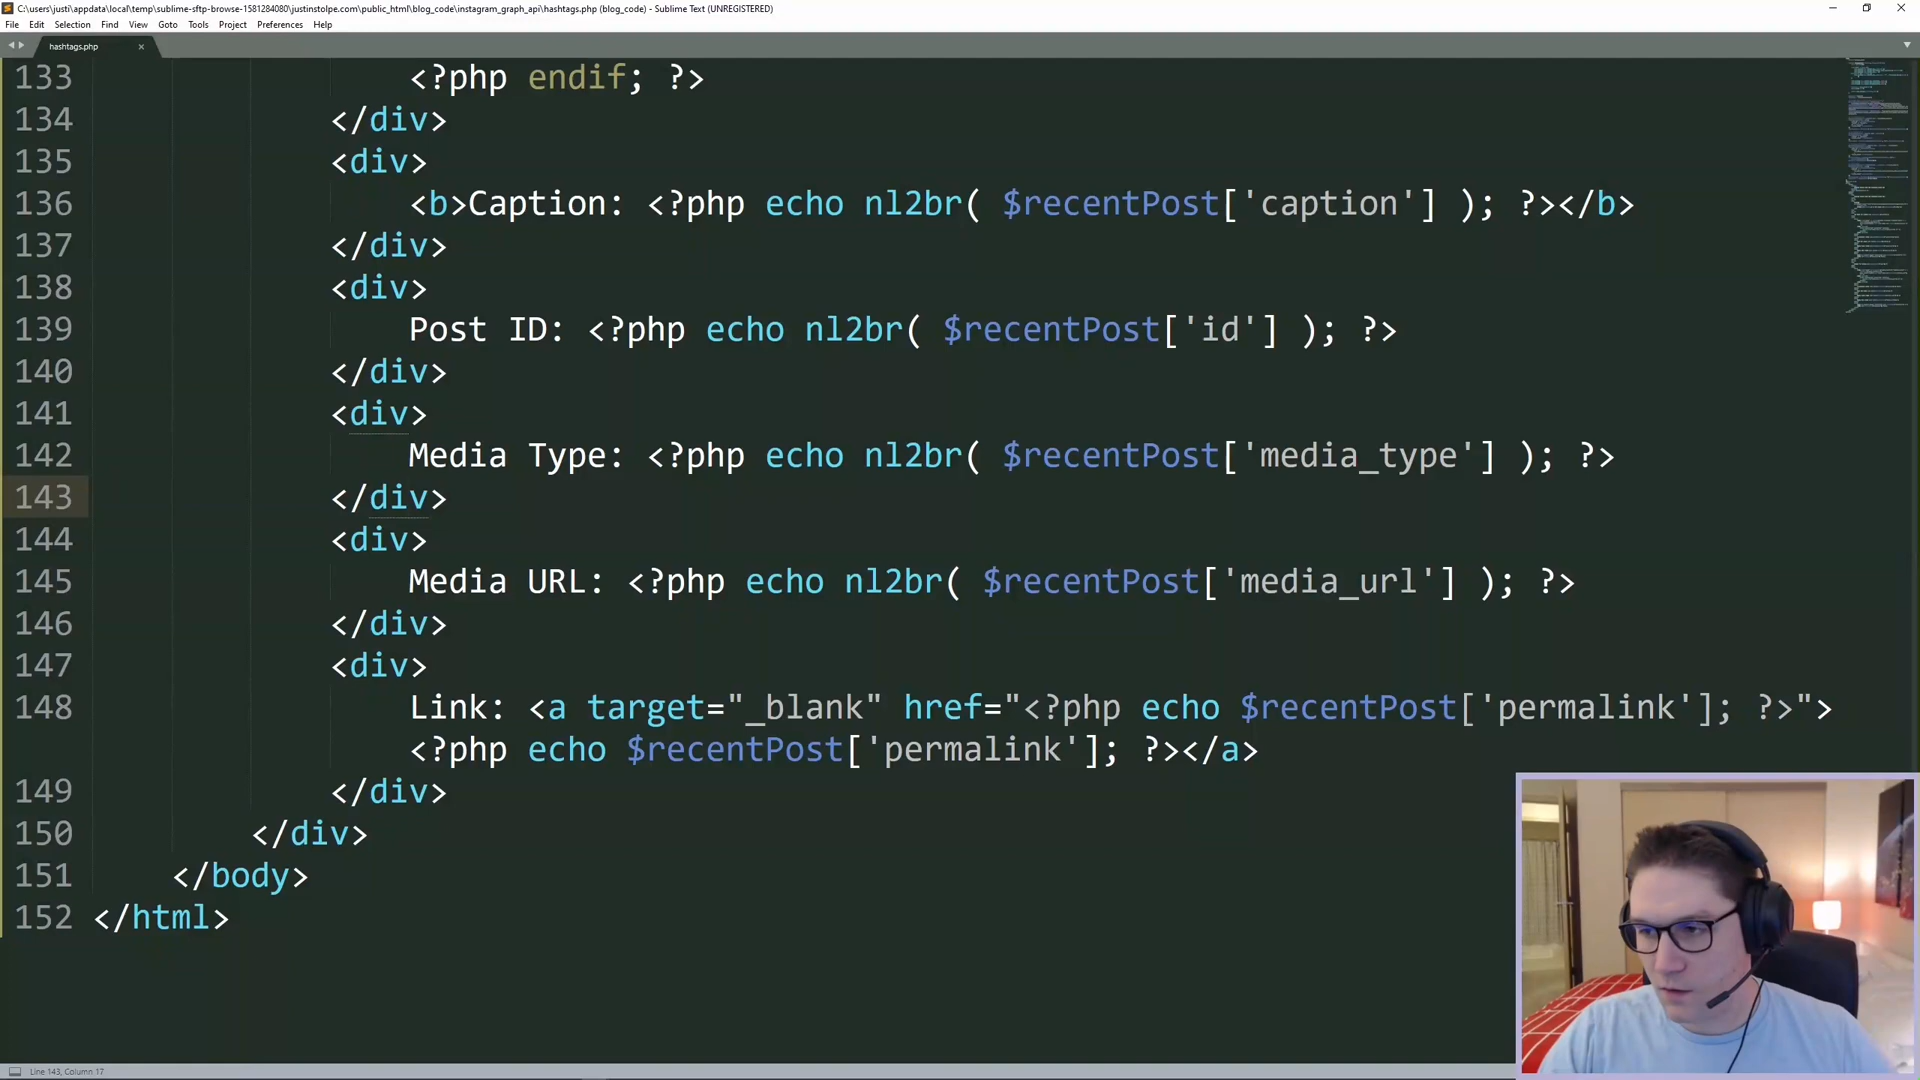 C:\users\justi\appdata\local\temp\sublime-sftp-browse-1581284080\justinstolpe.com\public_html\blog_code\instagram_graph_api\hashtags.php (blog_code) - Sublime Text (UNREGISTERED)
File Edit Selection Find View Goto Tools Project Preferences Help
hashtags.php
133 <?php endif; ?>
134 </div>
135 <div>
136 <b>Caption: <?php echo nl2br( $recentPost['caption'] ); ?></b>
137 </div>
138 <div>
139 Post ID: <?php echo nl2br( $recentPost['id'] ); ?>
140 </div>
141 <div>
142 Media Type: <?php echo nl2br( $recentPost['media_type'] ); ?>
143 </div>
144 <div>
145 Media URL: <?php echo nl2br( $recentPost['media_url'] ); ?>
146 </div>
147 <div>
148 Link: <a target="_blank" href="<?php echo $recentPost['permalink']; ?>">
<?php echo $recentPost['permalink']; ?></a>
149 </div>
150 </div>
151 </body>
152 </html>
Line 143, Column 17